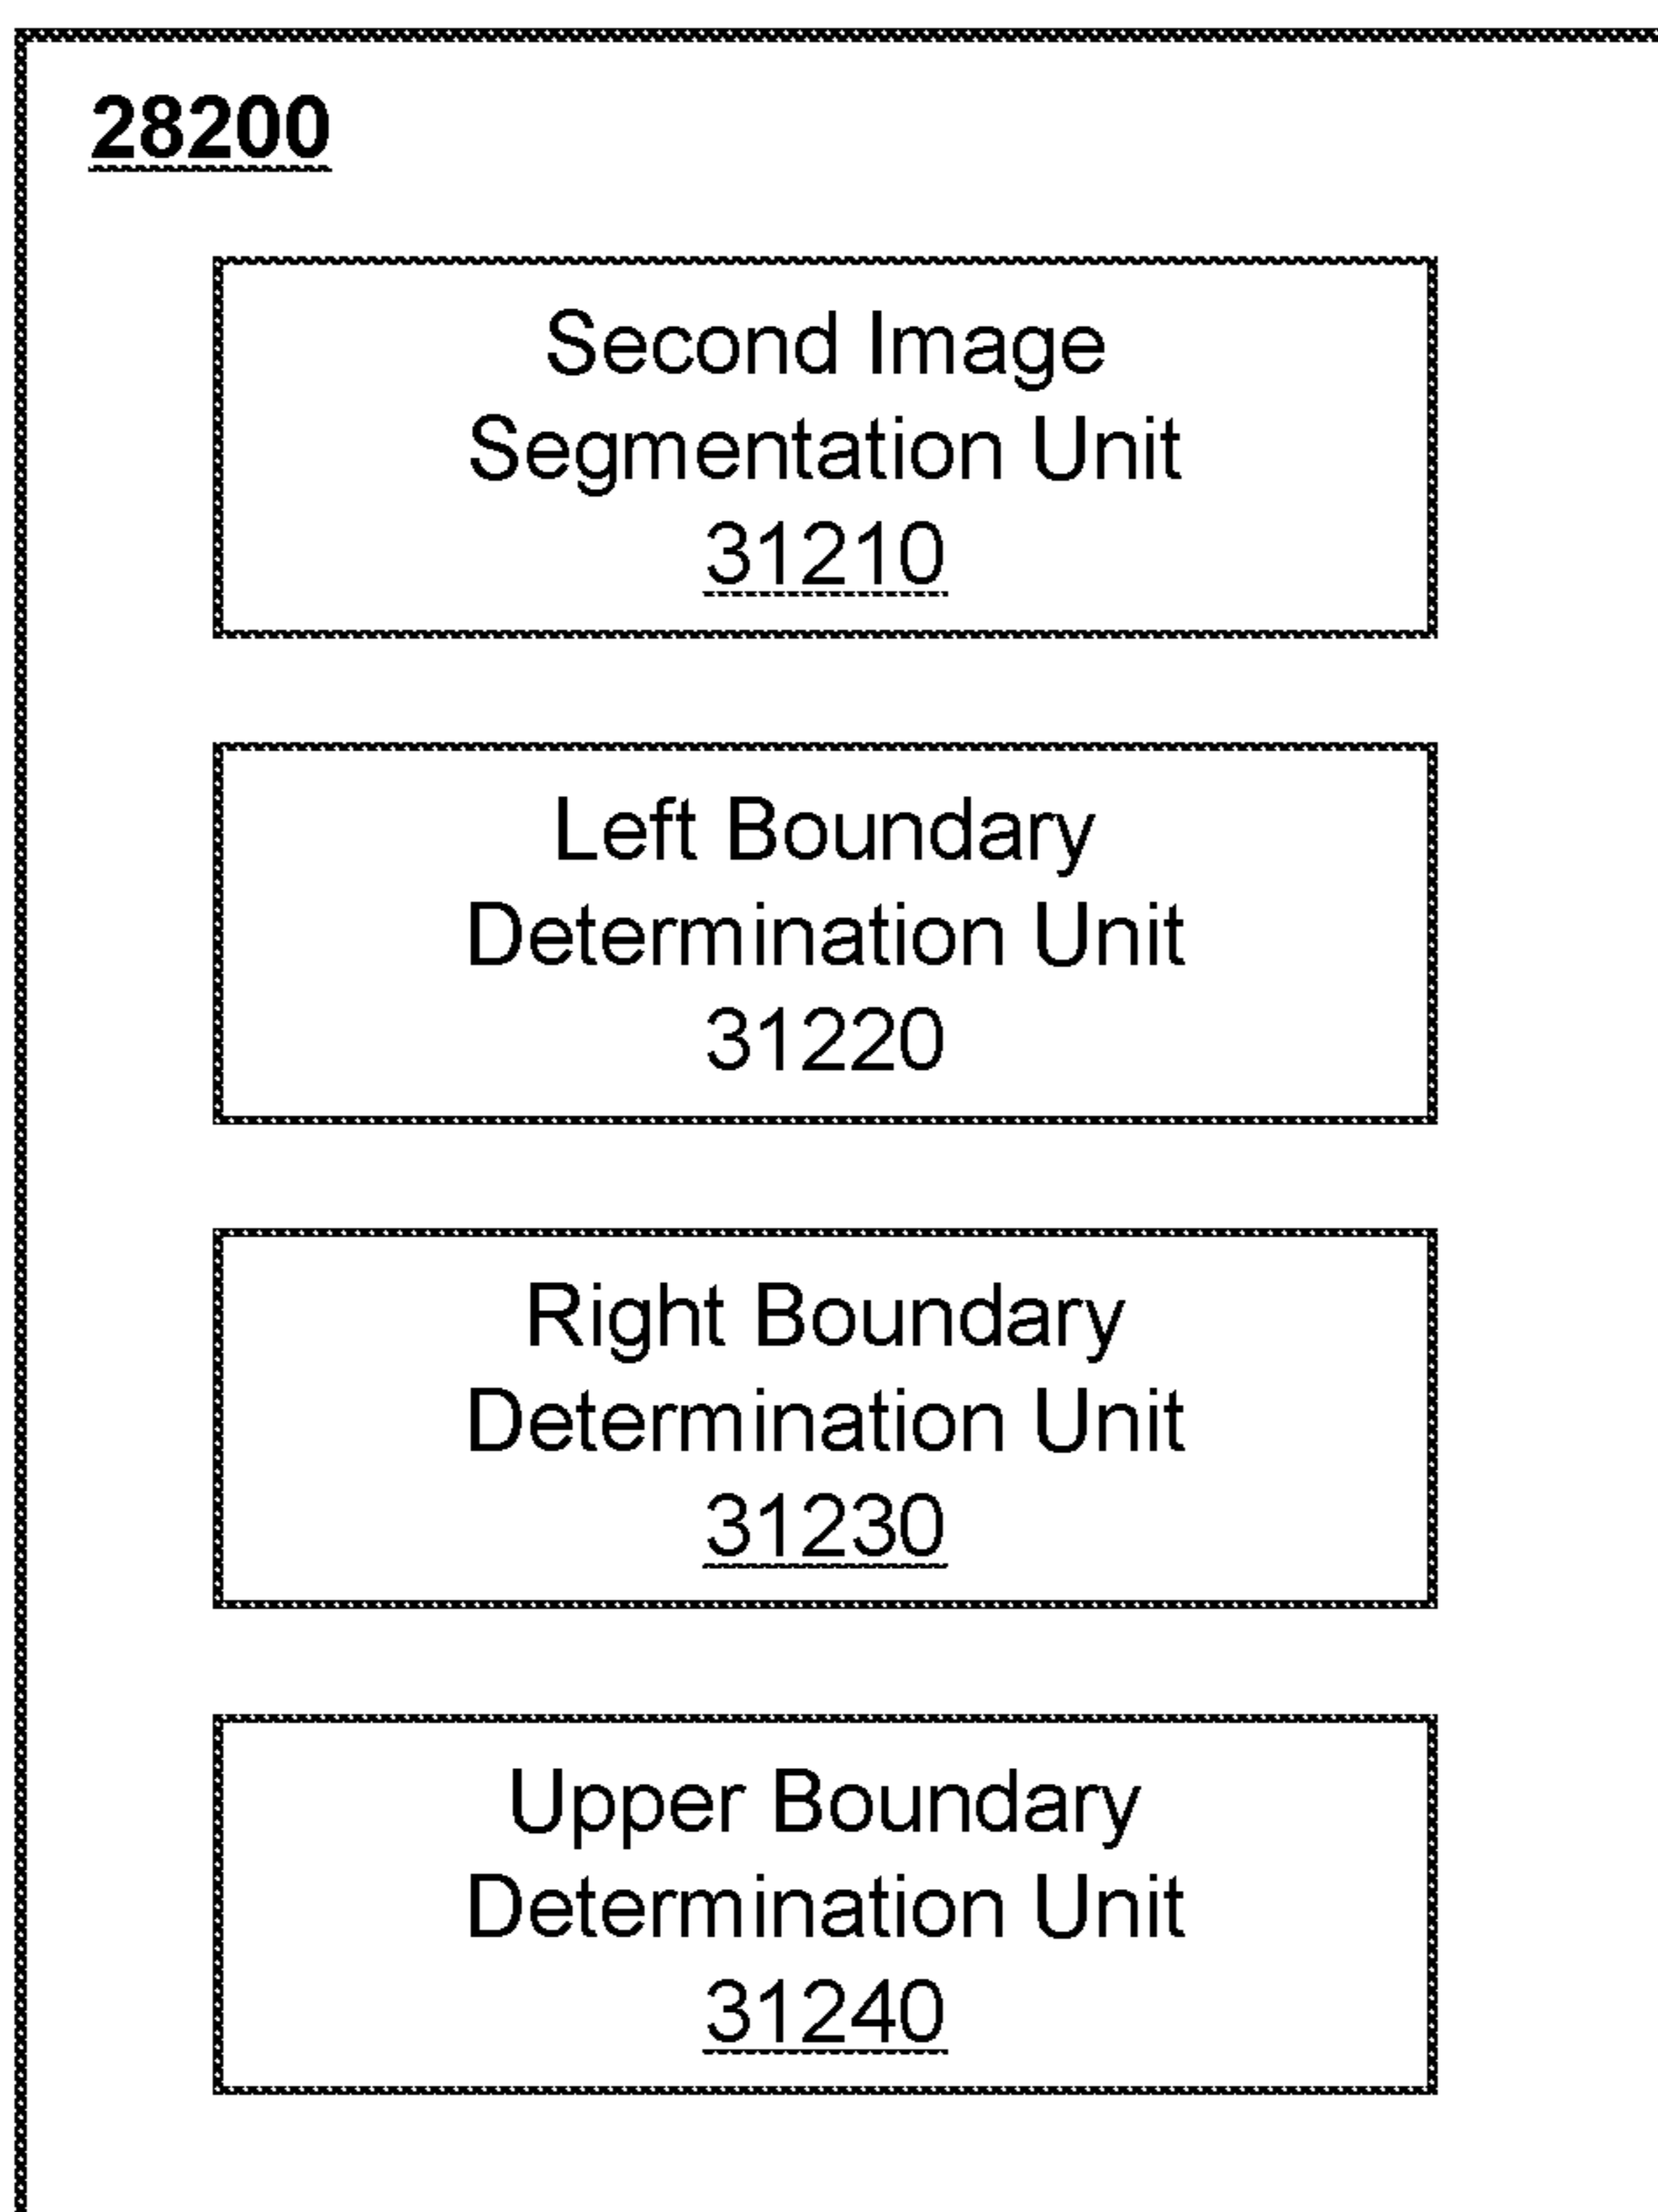 28200
Second Image
Segmentation Unit
31210
Left Boundary
Determination Unit
31220
Right Boundary
Determination Unit
31230
Upper Boundary
Determination Unit
31240